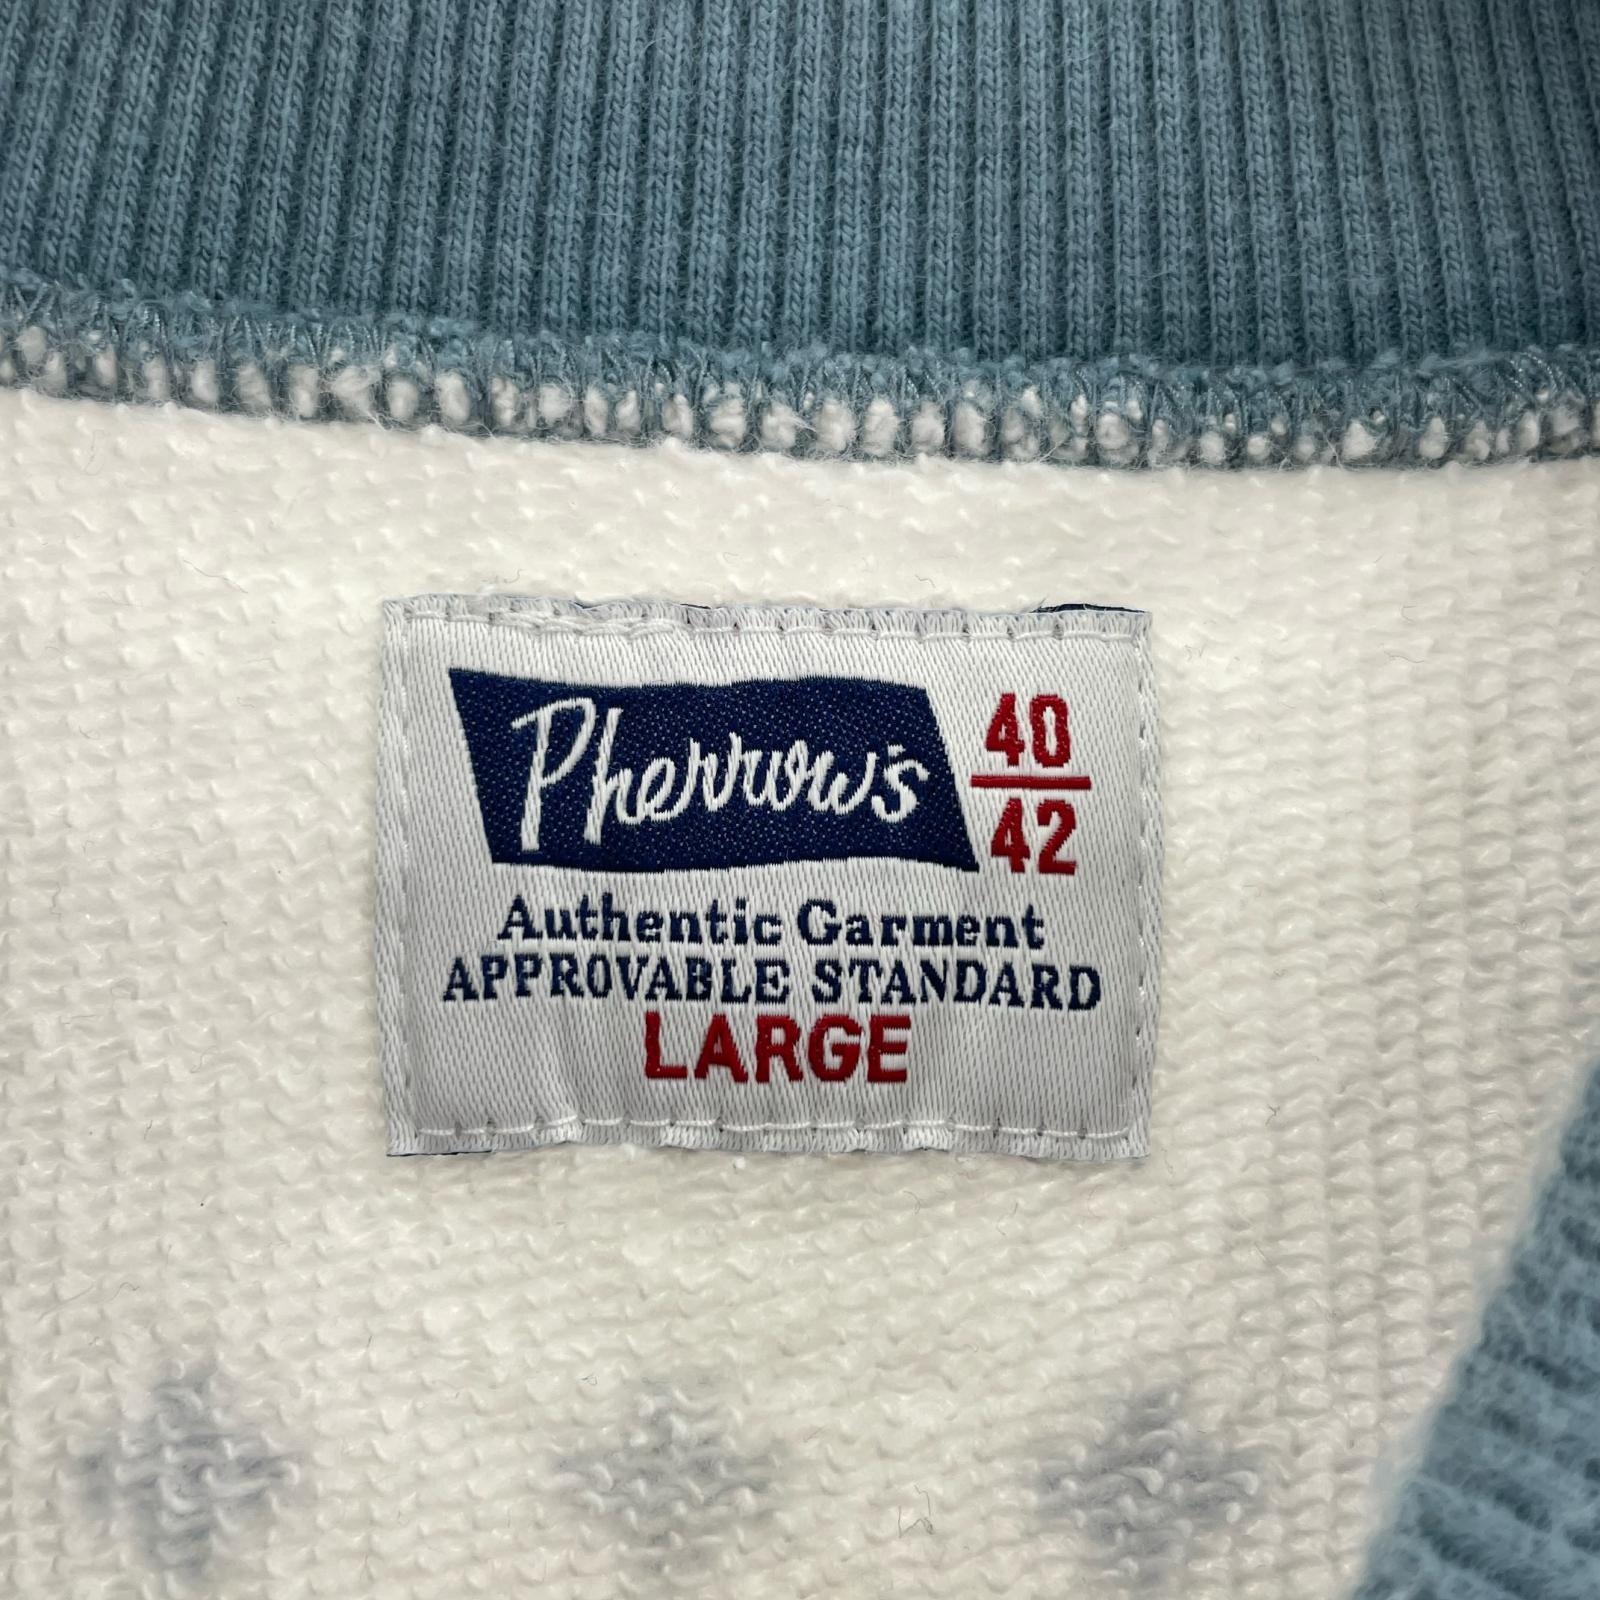 Pherrow's
40
42
Authentic Garment
APPROVABLE STANDARD
LARGE